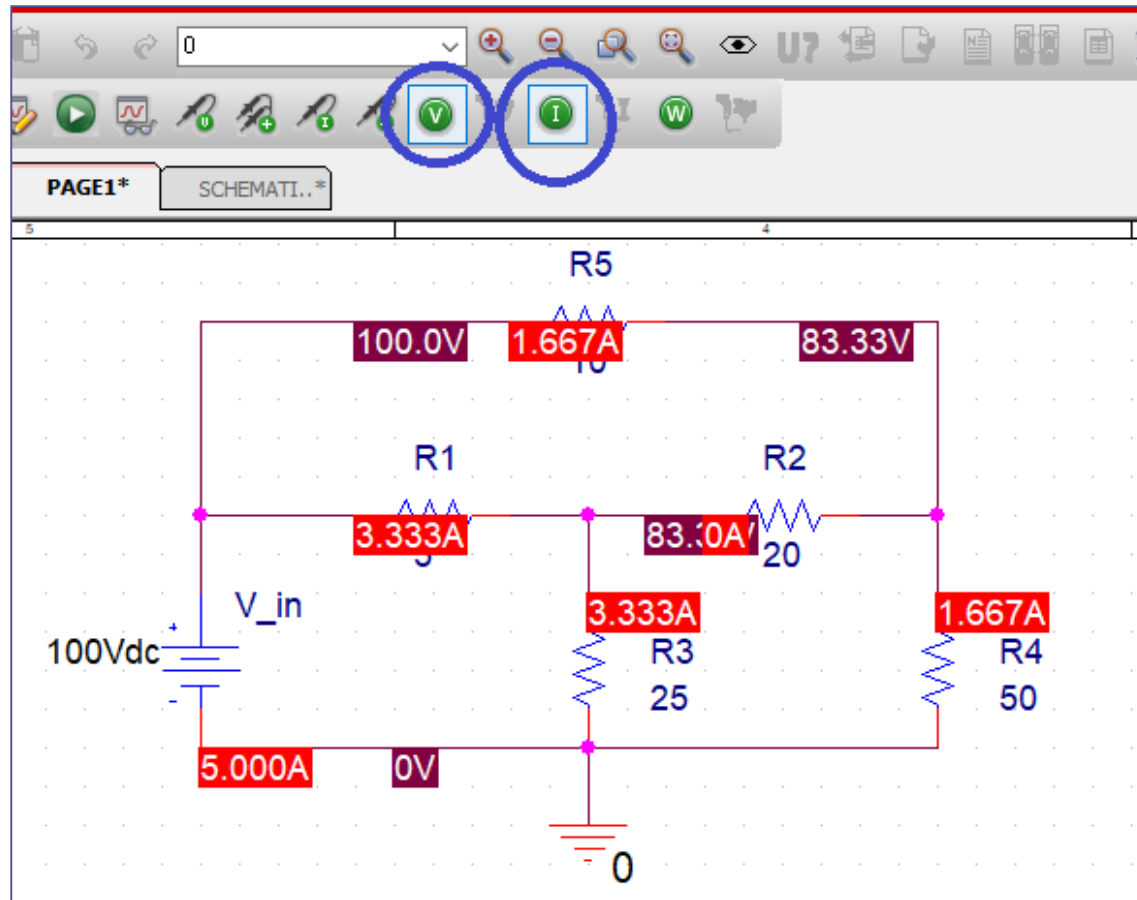 0
U?
V
I
W
PAGE1*
SCHEMATI..*
5
4
R5
100.0V
1.667A
83.33V
R1
R2
3.333A
0A
20
V_in
100Vdc
+
-
3.333A
R3
25
1.667A
R4
50
5.000A
0V
0